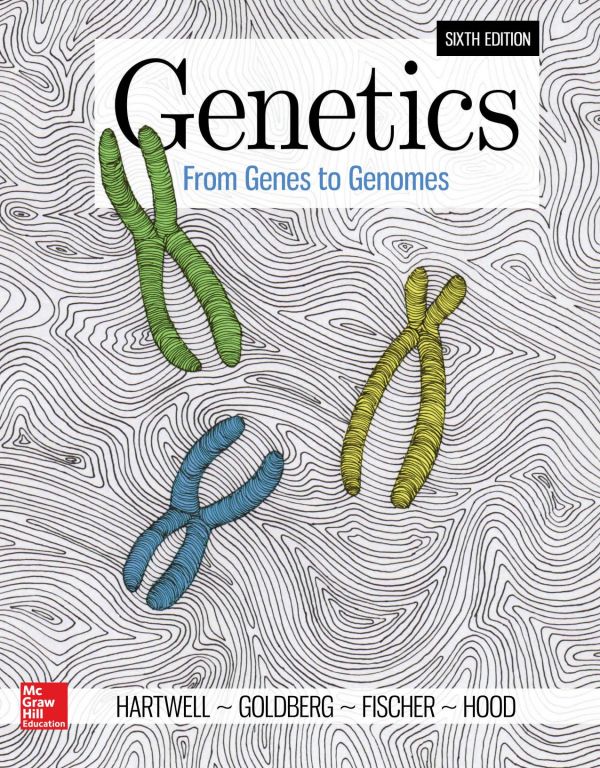 SIXTH EDITION
Genetics
From Genes to Genomes
Mc
Graw
Hill
Education
HARTWELL ~ GOLDBERG ~ FISCHER ~ HOOD